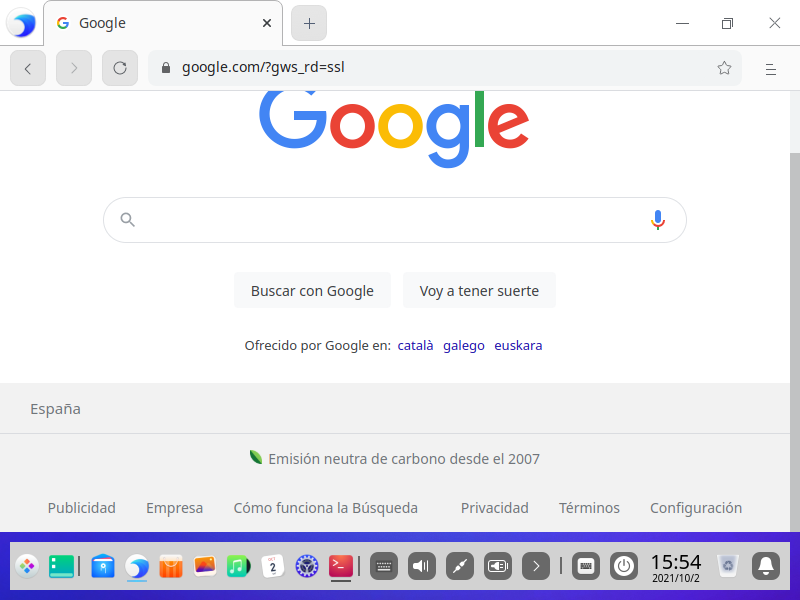 Google
google.com/?gws_rd=ssl
Google
Buscar con Google
Voy a tener suerte
Ofrecido por Google en: català galego euskara
España
Emisión neutra de carbono desde el 2007
Publicidad Empresa Cómo funciona la Búsqueda Privacidad Términos Configuración
OCT
2
15:54
2021/10/2